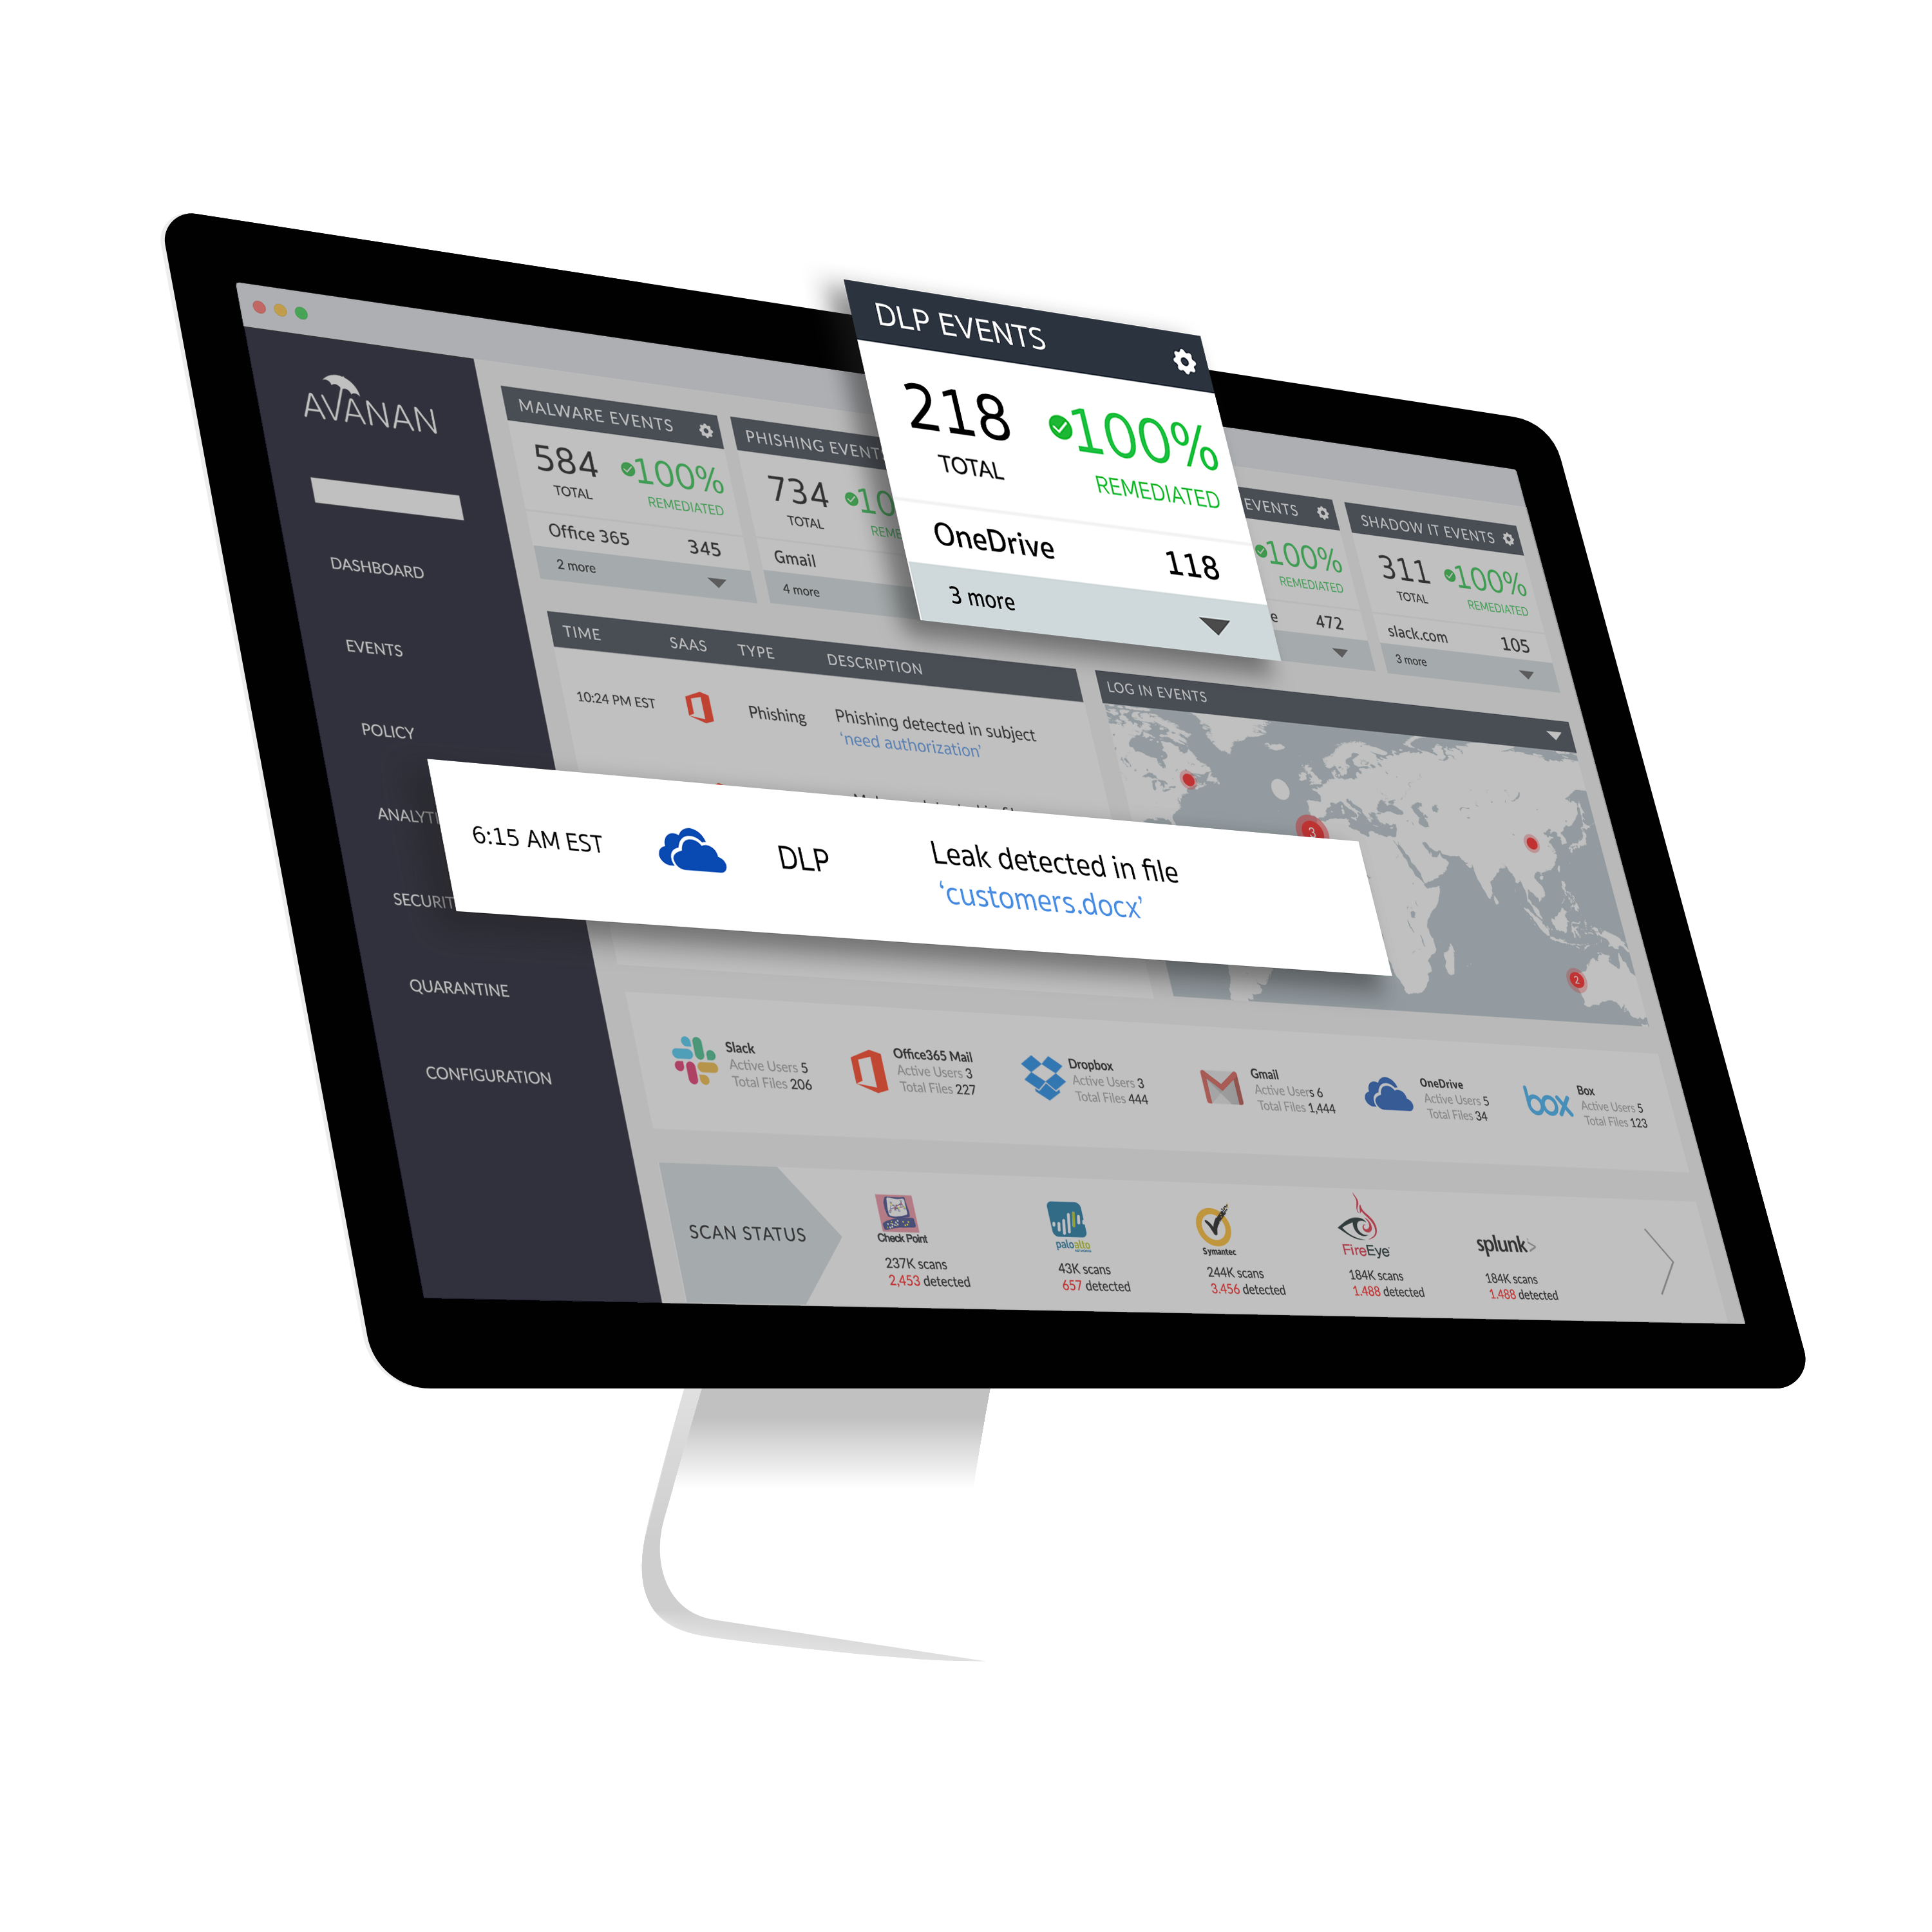 AVANAN
DASHBOARD
EVENTS
POLICY
QUARANTINE
CONFIGURATION
MALWARE EVENTS
584
TOTAL
100%
REMEDIATED
Office 365 345
2 more
PHISHING
734
TOTAL
Gmail
4 more
DLP EVENTS
218
TOTAL
100%
REMEDIATED
OneDrive 118
3 more
EVENTS
100%
REMEDIATED
472
SHADOW IT EVENTS
311
TOTAL
100%
REMEDIATED
slack.com 105
3 more
TIME SAAS TYPE DESCRIPTION
10:24 PM EST Phishing Phishing detected in subject
'need authorization'
6:15 AM EST DLP Leak detected in file
‘customers.docx’
LOG IN EVENTS
3
2
Slack
Active Users 5
Total Files 206
Office365 Mail
Active Users 3
Total Files 227
Dropbox
Active Users 3
Total Files 444
Gmail
Active Users 6
Total Files 1,444
OneDrive
Active Users 5
Total Files 34
box
Box
Active Users 5
Total Files 123
SCAN STATUS
Check Point
237K scans
2,453 detected
paloalto
43K scans
657 detected
Symantec
244K scans
3.456 detected
FireEye
184K scans
1.488 detected
splunk>
184K scans
1.488 detected